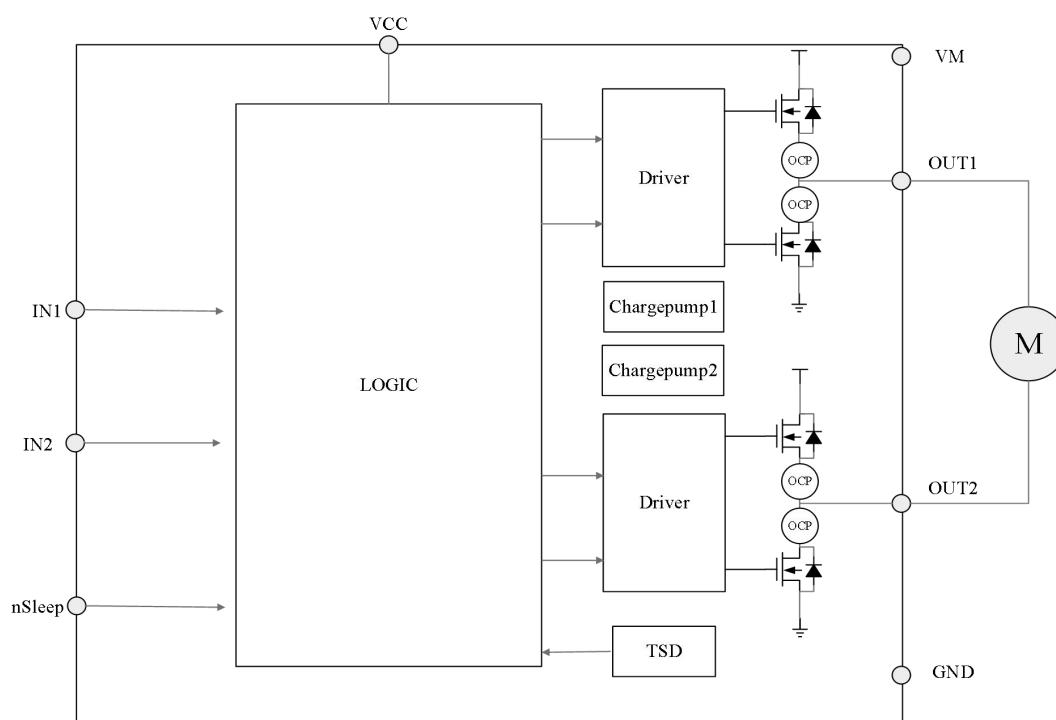 VCC
VM
OCP
OUT1
Driver
OCP
Chargepump1
IN1
M
Chargepump2
LOGIC
IN2
OCP
OUT2
Driver
OCP
nSleep
TSD
GND